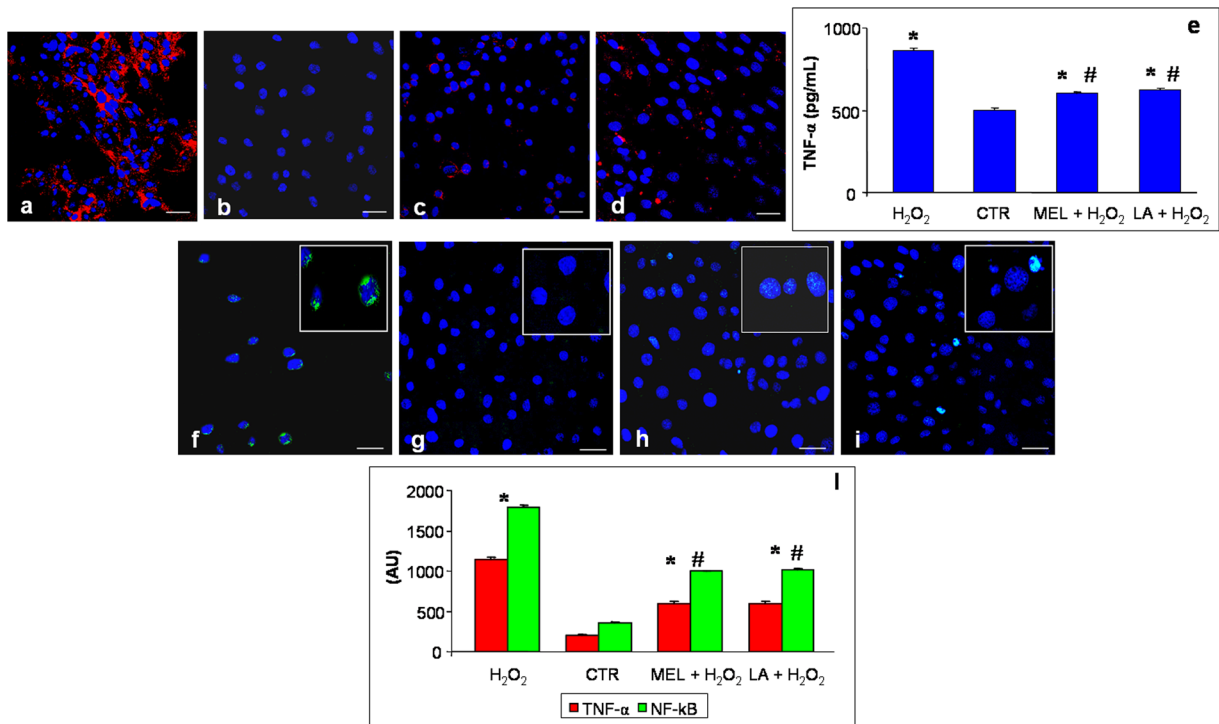 a
b
c
d
e
TNF-α (pg/mL)
1000
500
0
* * # * #
H₂O₂ CTR MEL + H₂O₂ LA + H₂O₂
f
g
h
i
l
(AU)
2000
1500
1000
500
0
* * # * #
H₂O₂ CTR MEL + H₂O₂ LA + H₂O₂
TNF-α NF-kB